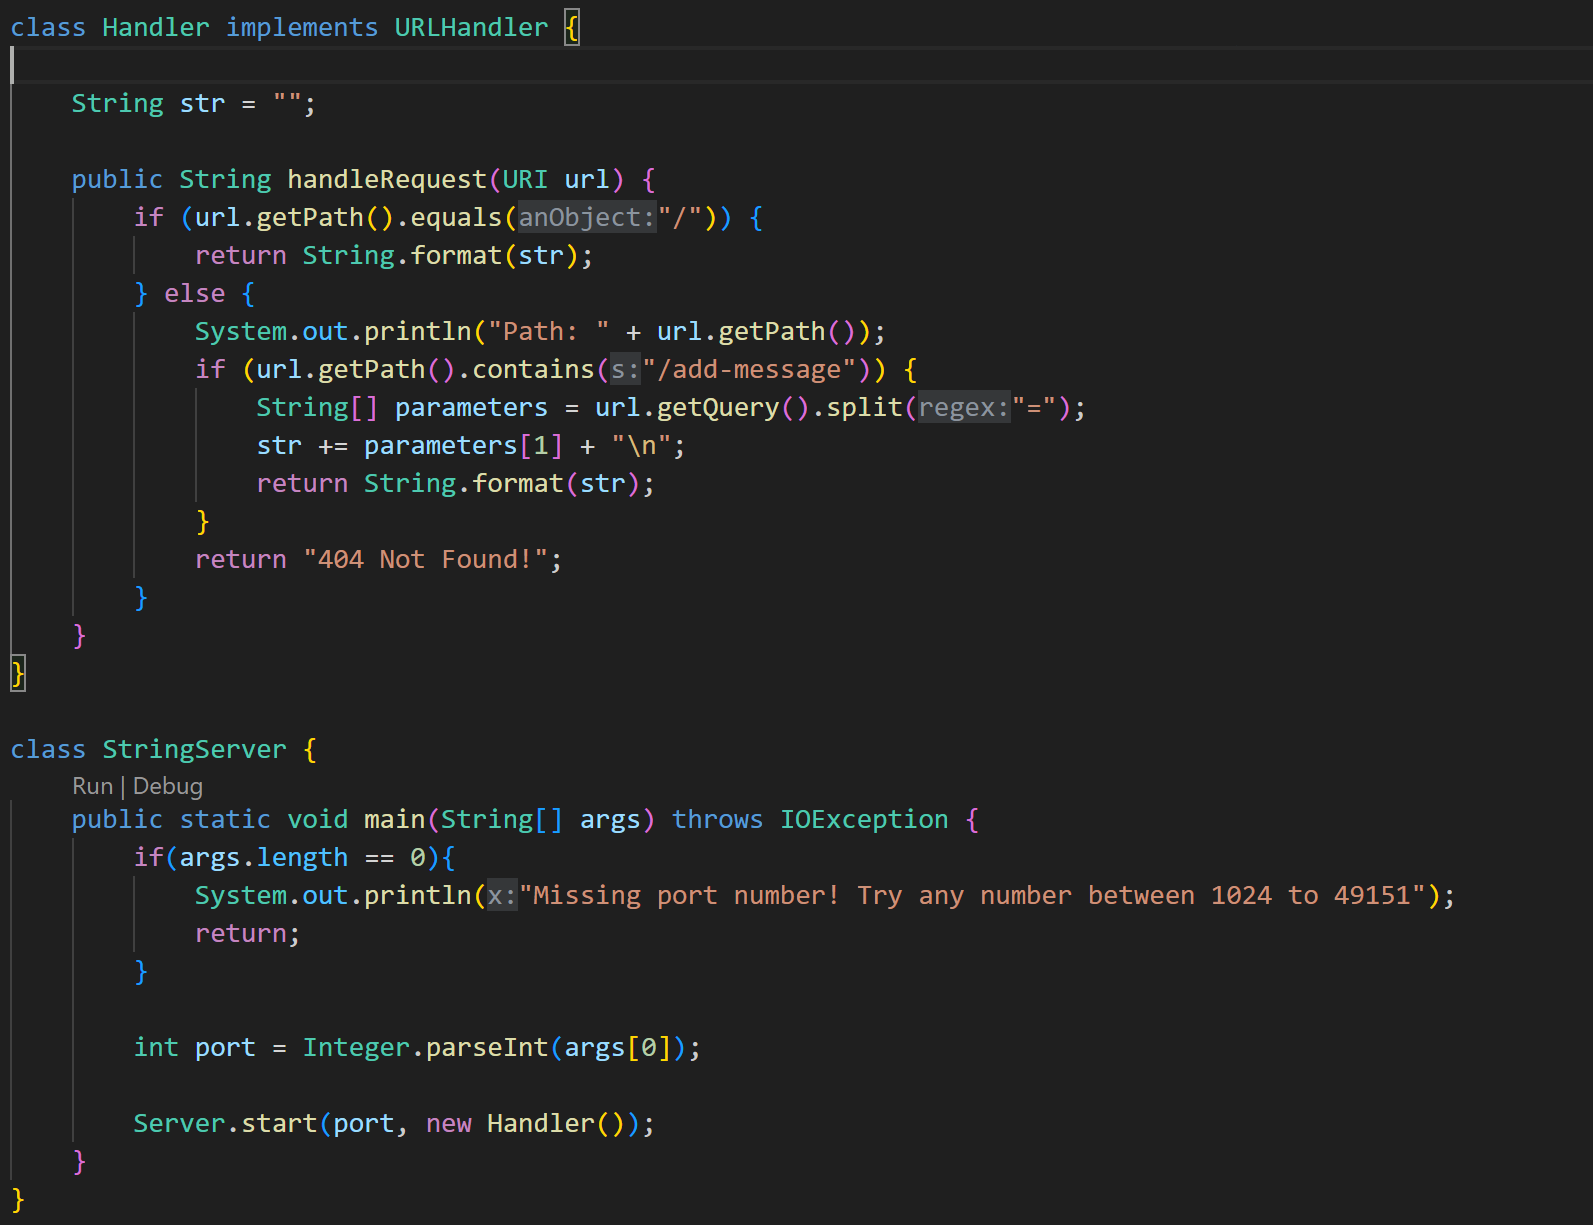 class Handler implements URLHandler {
    String str = "";
    public String handleRequest(URI url) {
        if (url.getPath().equals(anObject:"/")) {
            return String.format(str);
        } else {
            System.out.println("Path: " + url.getPath());
            if (url.getPath().contains(s:"/add-message")) {
                String[] parameters = url.getQuery().split(regex:"=");
                str += parameters[1] + "\n";
                return String.format(str);
            }
            return "404 Not Found!";
        }
    }
}
class StringServer {
    Run | Debug
    public static void main(String[] args) throws IOException {
        if(args.length == 0){
            System.out.println(x:"Missing port number! Try any number between 1024 to 49151");
            return;
        }
        int port = Integer.parseInt(args[0]);
        Server.start(port, new Handler());
    }
}